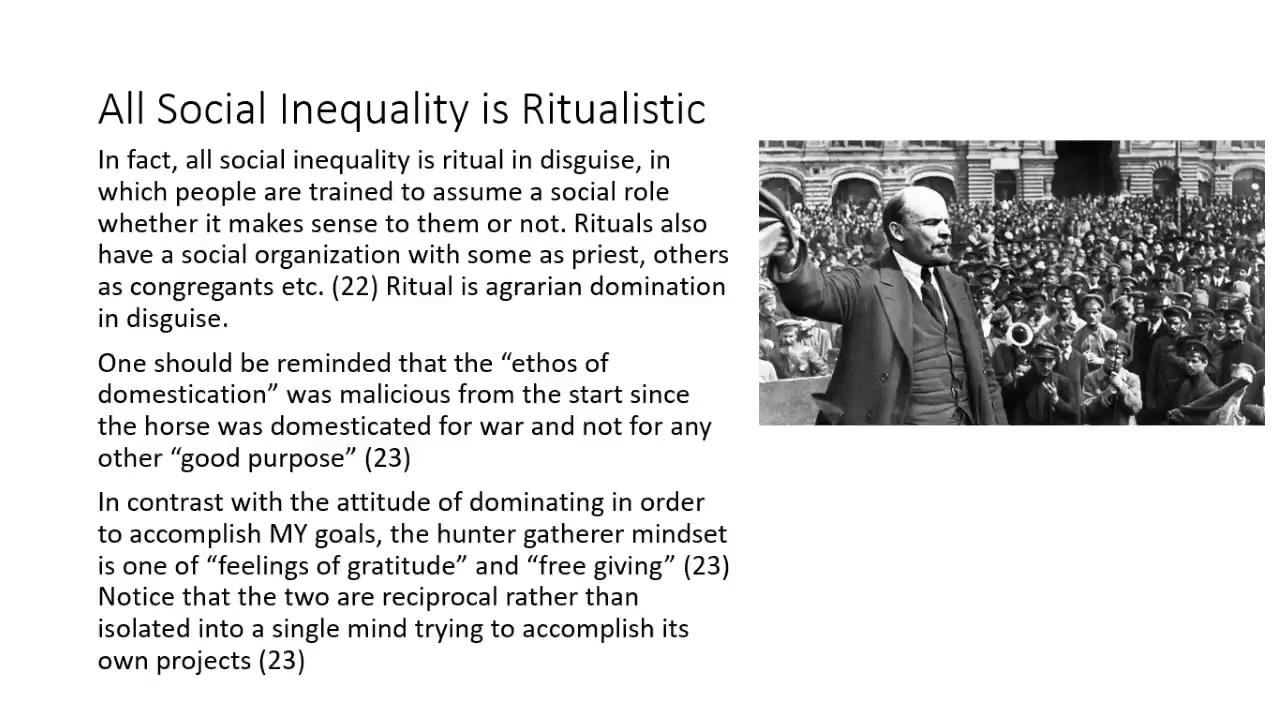 All Social Inequality is Ritualistic
In fact, all social inequality is ritual in disguise, in
which people are trained to assume a social role
whether it makes sense to them or not. Rituals also
have a social organization with some as priest, others
as congregants etc. (22) Ritual is agrarian domination
in disguise.
One should be reminded that the “ethos of
domestication” was malicious from the start since
the horse was domesticated for war and not for any
other “good purpose” (23)
In contrast with the attitude of dominating in order
to accomplish MY goals, the hunter gatherer mindset
is one of “feelings of gratitude” and “free giving” (23)
Notice that the two are reciprocal rather than
isolated into a single mind trying to accomplish its
own projects (23)